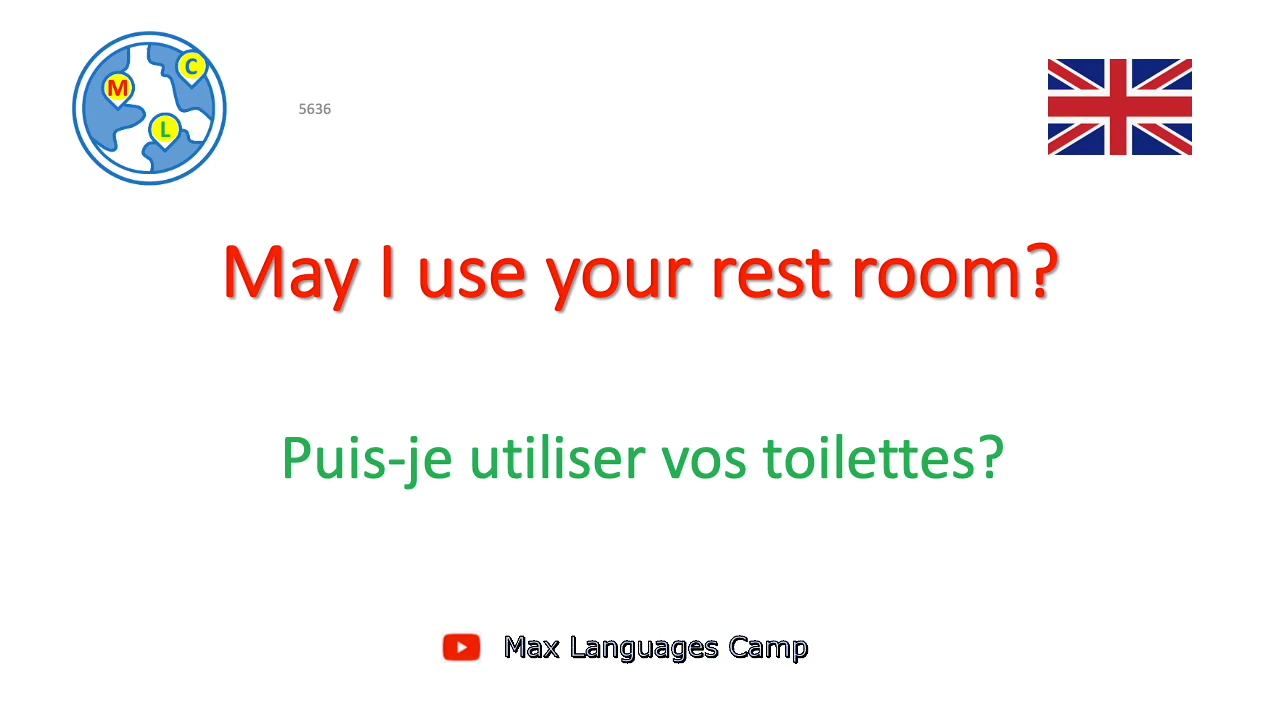 M
C
L
5636
May I use your rest room?
Puis-je utiliser vos toilettes?
Max Languages Camp